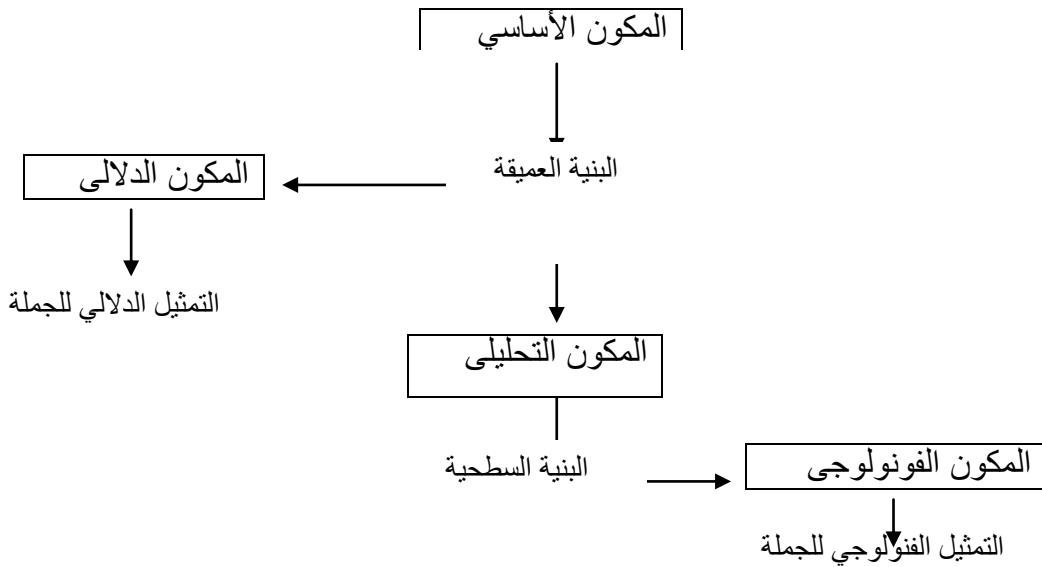 المكون الأساسي
البنية العميقة
المكون الدلالى
التمثيل الدلالي للجملة
المكون التحليلى
البنية السطحية
المكون الفونولوجى
التمثيل الفنولوجي للجملة